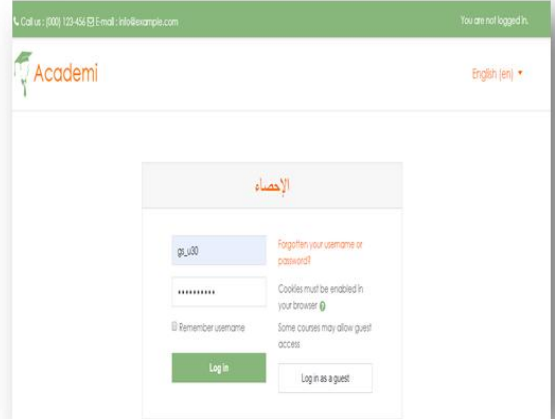 Call us : (000) 123-456 E-mail : info@example.com
You are not logged in.
Academi
English (en)
الإحصاء
gs_u30
Forgotten your username or
password?
••••••••••
Cookies must be enabled in
your browser
Remember username
Some courses may allow guest
access
Log in
Log in as a guest